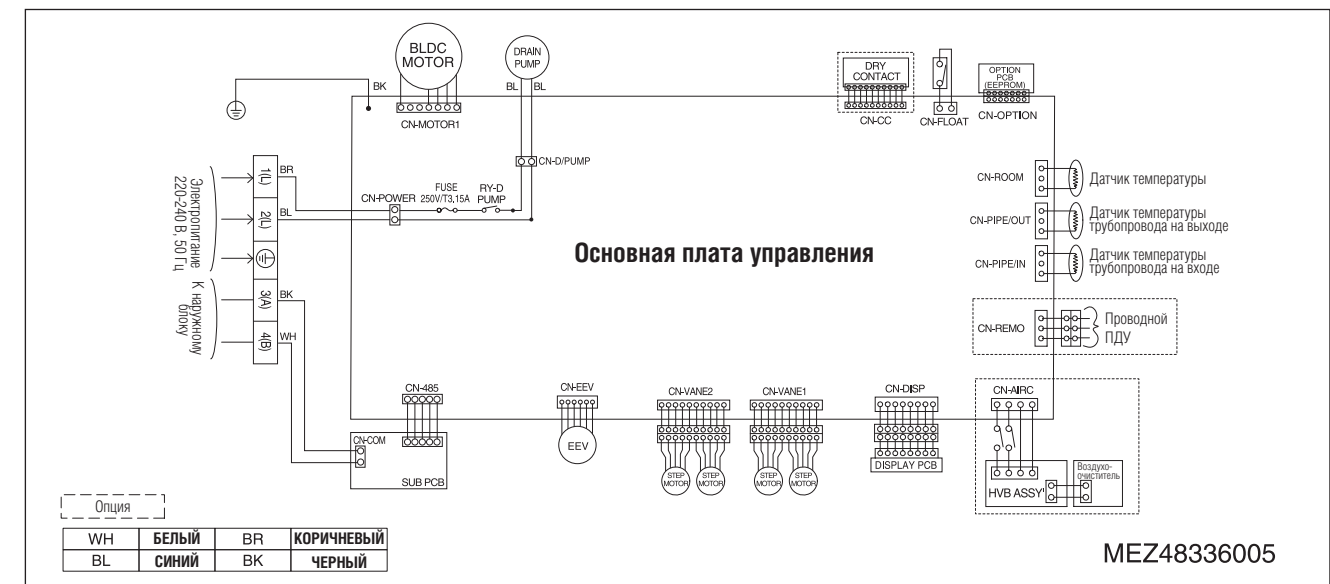 BLDC
MOTOR
DRAIN
PUMP
BK
BL
BL
CN-MOTOR1
DRY
CONTACT
CN-CC
CN-FLOAT
OPTION
PCB
(EEPROM)
CN-OPTION
CN-D/PUMP
Электропитание
220-240 В, 50 Гц
1(L)
BR
2(L)
BL
CN-POWER
FUSE
250V/T3,15A
RY-D
PUMP
CN-ROOM
Датчик температуры
CN-PIPE/OUT
Датчик температуры
трубопровода на выходе
CN-PIPE/IN
Датчик температуры
трубопровода на входе
Основная плата управления
К наружному
блоку
3(A)
BK
4(B)
WH
CN-REMO
Проводной
ПДУ
CN-485
CN-COM
SUB PCB
CN-EEV
EEV
CN-VANE2
STEP
MOTOR
STEP
MOTOR
CN-VANE1
STEP
MOTOR
STEP
MOTOR
CN-DISP
DISPLAY PCB
CN-AIRC
HVB ASSY'
Воздухо-
очиститель
Опция
WH БЕЛЫЙ BR КОРИЧНЕВЫЙ
BL СИНИЙ BK ЧЕРНЫЙ
MEZ48336005